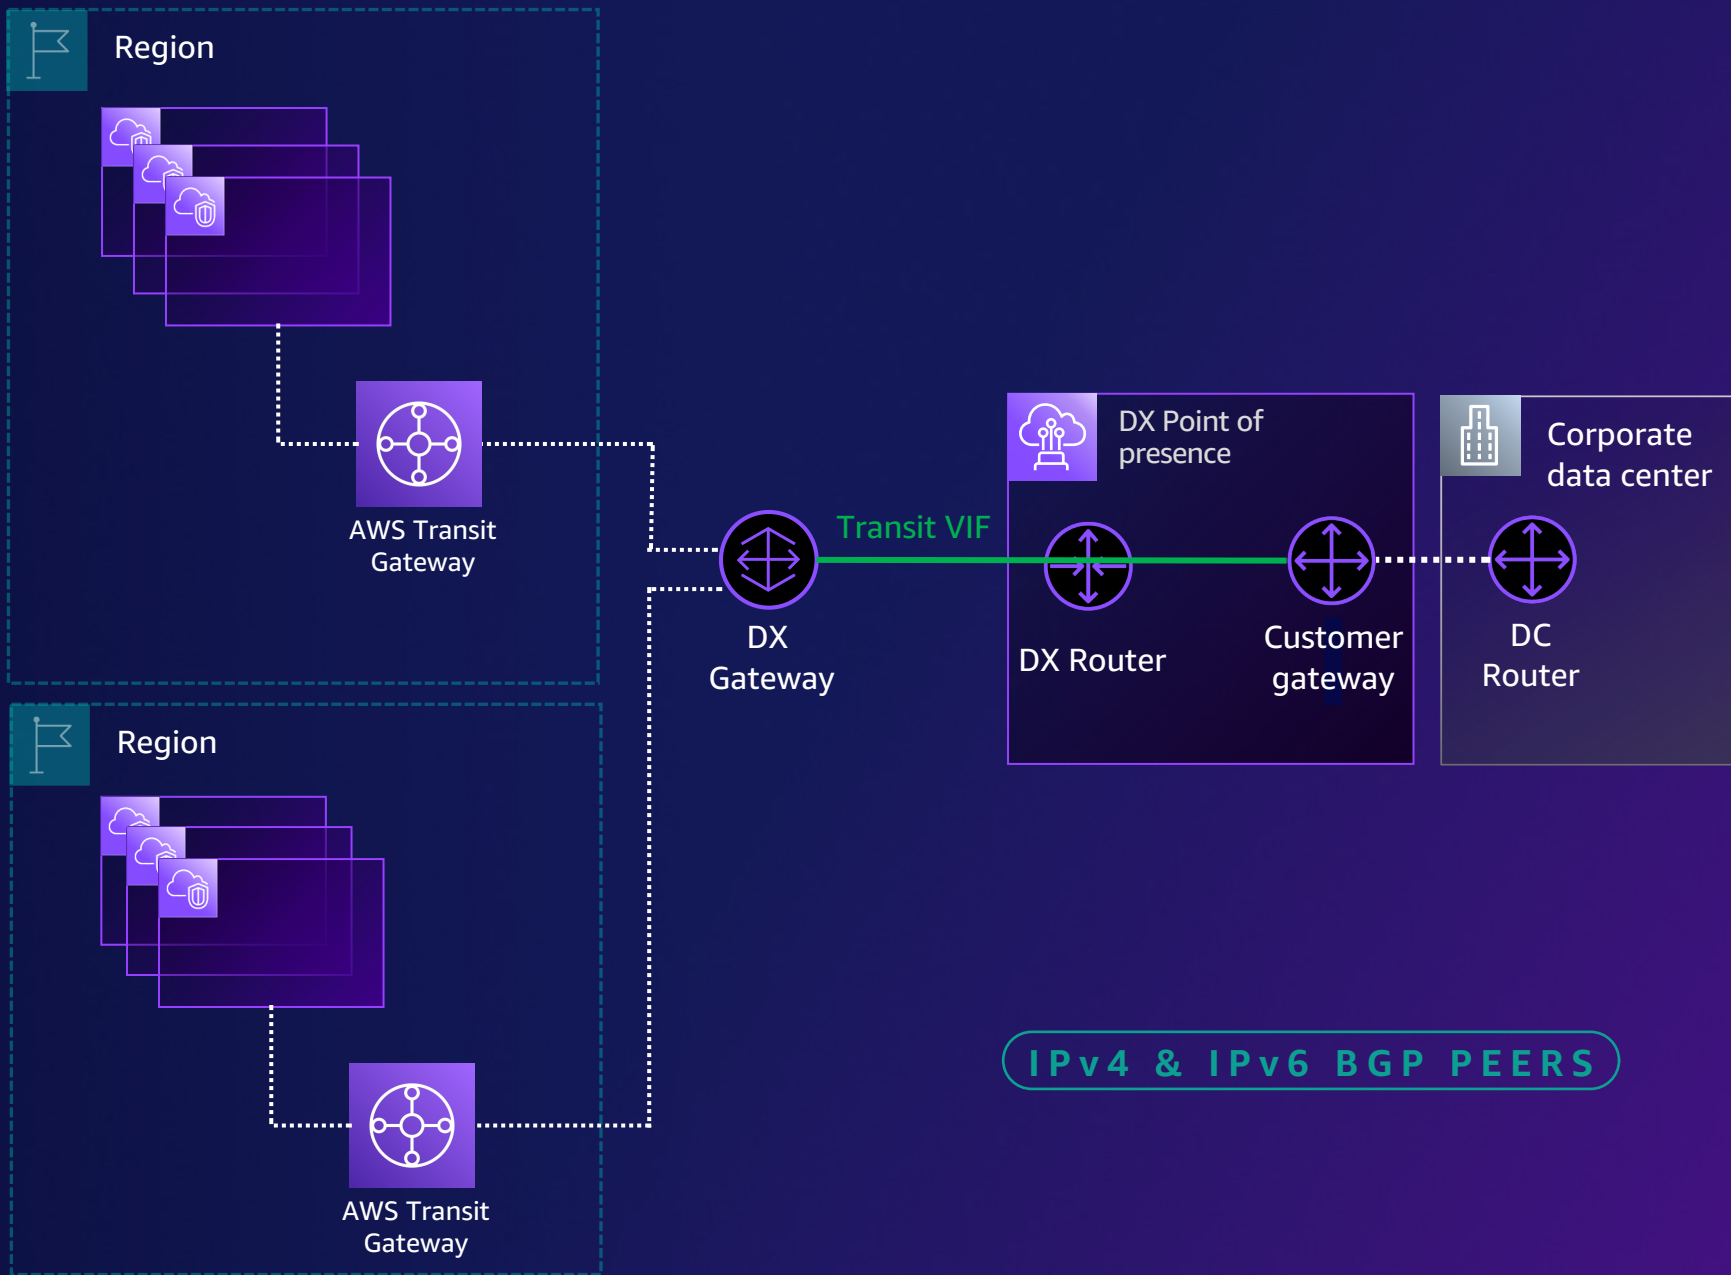 Region
AWS Transit
Gateway
Transit VIF
DX
Gateway
DX Point of
presence
DX Router
Customer
gateway
Corporate
data center
DC
Router
Region
AWS Transit
Gateway
IPv4 & IPv6 BGP PEERS